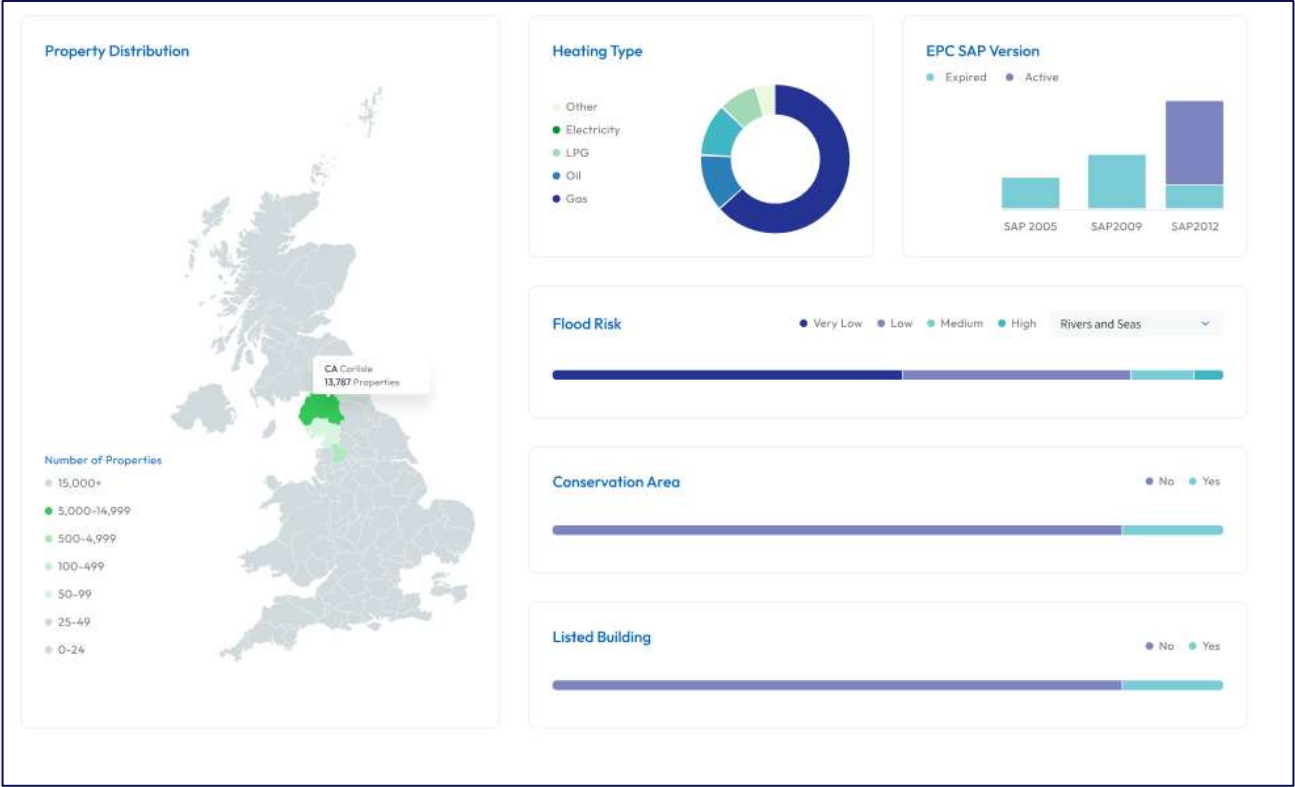 Property Distribution
CA Carlisle
13,787 Properties
Number of Properties
15,000+
5,000-14,999
500-4,999
100-499
50-99
25-49
0-24
Heating Type
Other
Electricity
LPG
Oil
Gas
EPC SAP Version
Expired Active
SAP 2005 SAP2009 SAP2012
Flood Risk Very Low Low Medium High Rivers and Seas
Conservation Area No Yes
Listed Building No Yes